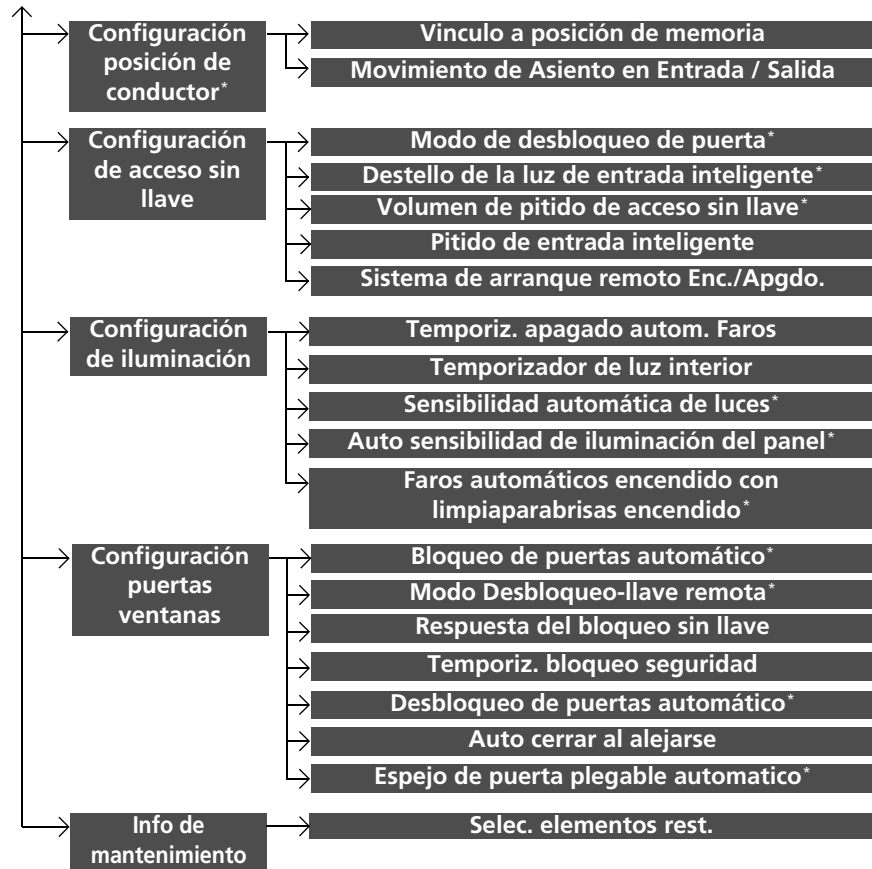 Configuración
posición de
conductor*
Vinculo a posición de memoria
Movimiento de Asiento en Entrada / Salida
Configuración
de acceso sin
llave
Modo de desbloqueo de puerta*
Destello de la luz de entrada inteligente*
Volumen de pitido de acceso sin llave*
Pitido de entrada inteligente
Sistema de arranque remoto Enc./Apgdo.
Configuración
de iluminación
Temporiz. apagado autom. Faros
Temporizador de luz interior
Sensibilidad automática de luces*
Auto sensibilidad de iluminación del panel*
Faros automáticos encendido con
limpiaparabrisas encendido*
Configuración
puertas
ventanas
Bloqueo de puertas automático*
Modo Desbloqueo-llave remota*
Respuesta del bloqueo sin llave
Temporiz. bloqueo seguridad
Desbloqueo de puertas automático*
Auto cerrar al alejarse
Espejo de puerta plegable automatico*
Info de
mantenimiento
Selec. elementos rest.